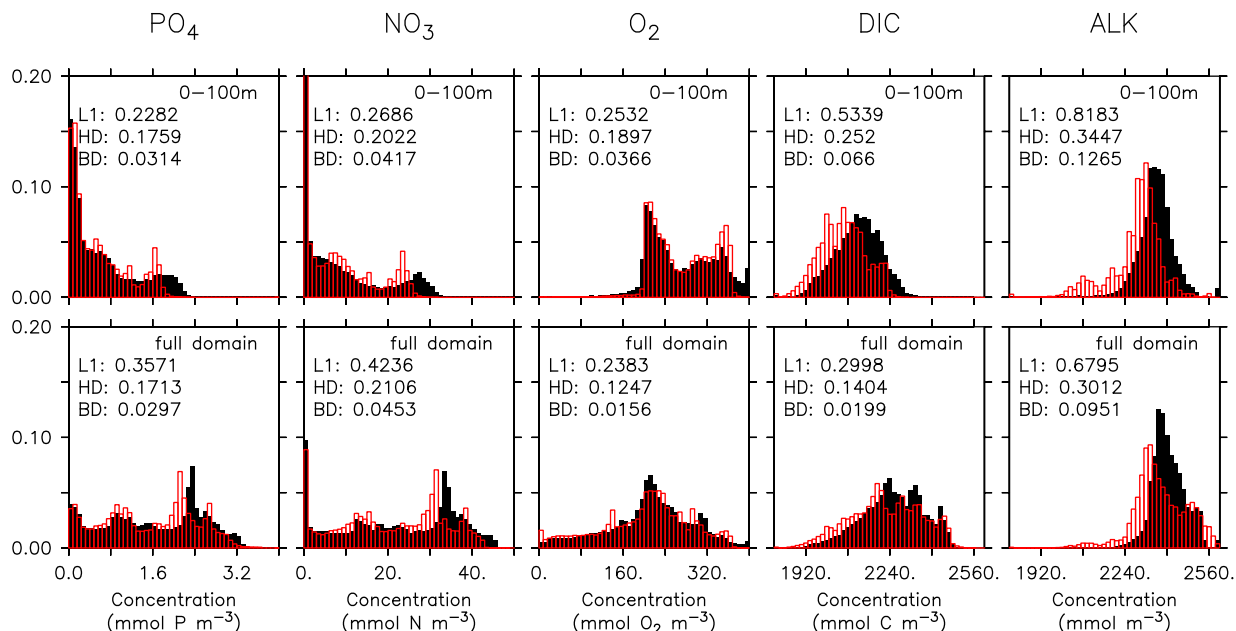 PO4 NO3 O2 DIC ALK
0.20
0-100m 0-100m 0-100m 0-100m 0-100m
L1: 0.2282 L1: 0.2686 L1: 0.2532 L1: 0.5339 L1: 0.8183
HD: 0.1759 HD: 0.2022 HD: 0.1897 HD: 0.252 HD: 0.3447
BD: 0.0314 BD: 0.0417 BD: 0.0366 BD: 0.066 BD: 0.1265
0.10
0.00
0.20
full domain full domain full domain full domain full domain
L1: 0.3571 L1: 0.4236 L1: 0.2383 L1: 0.2998 L1: 0.6795
HD: 0.1713 HD: 0.2106 HD: 0.1247 HD: 0.1404 HD: 0.3012
BD: 0.0297 BD: 0.0453 BD: 0.0156 BD: 0.0199 BD: 0.0951
0.10
0.00
0.0 1.6 3.2 0. 20. 40. 0. 160. 320. 1920. 2240. 2560. 1920. 2240. 2560.
Concentration Concentration Concentration Concentration Concentration
(mmol P m−3) (mmol N m−3) (mmol O2 m−3) (mmol C m−3) (mmol m−3)